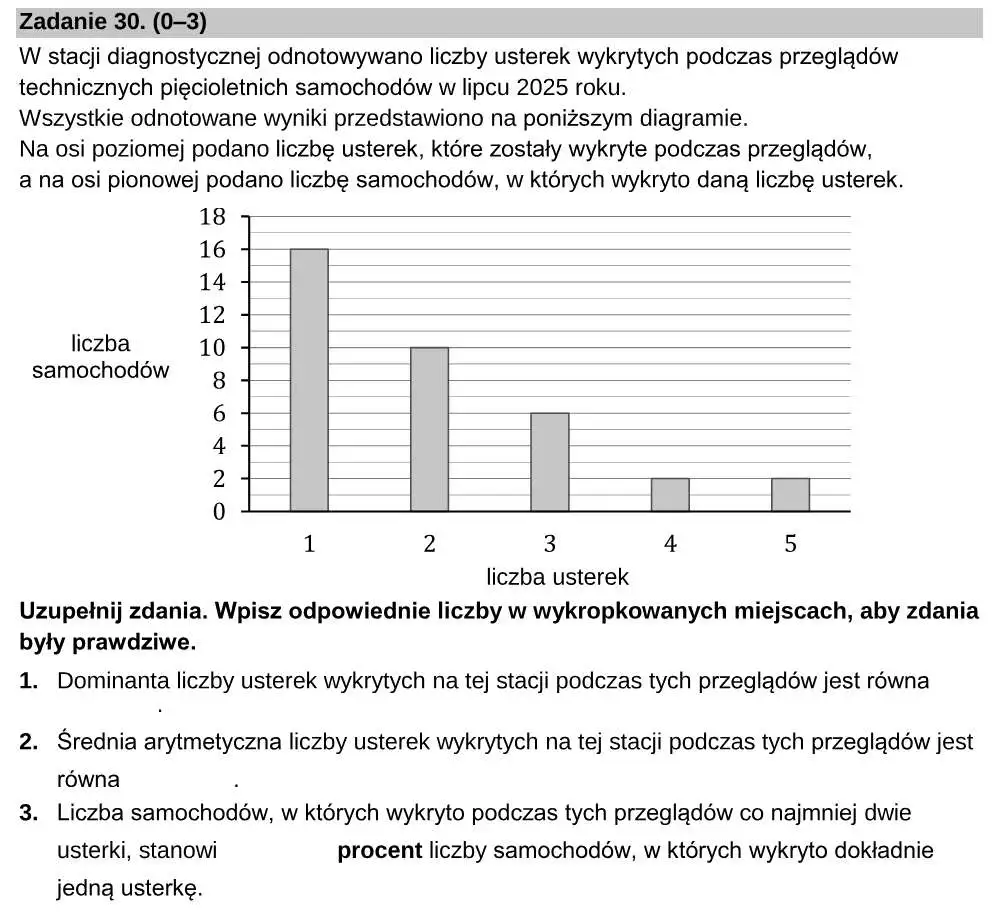 Zadanie 30. (0–3)
W stacji diagnostycznej odnotowywano liczby usterek wykrytych podczas przeglądów
technicznych pięcioletnich samochodów w lipcu 2025 roku.
Wszystkie odnotowane wyniki przedstawiono na poniższym diagramie.
Na osi poziomej podano liczbę usterek, które zostały wykryte podczas przeglądów,
a na osi pionowej podano liczbę samochodów, w których wykryto daną liczbę usterek.
18
16
14
12
10
8
6
4
2
0
liczba
samochodów
1 2 3 4 5
liczba usterek
Uzupełnij zdania. Wpisz odpowiednie liczby w wykropkowanych miejscach, aby zdania
były prawdziwe.
1. Dominanta liczby usterek wykrytych na tej stacji podczas tych przeglądów jest równa
.
2. Średnia arytmetyczna liczby usterek wykrytych na tej stacji podczas tych przeglądów jest
równa .
3. Liczba samochodów, w których wykryto podczas tych przeglądów co najmniej dwie
usterki, stanowi procent liczby samochodów, w których wykryto dokładnie
jedną usterkę.